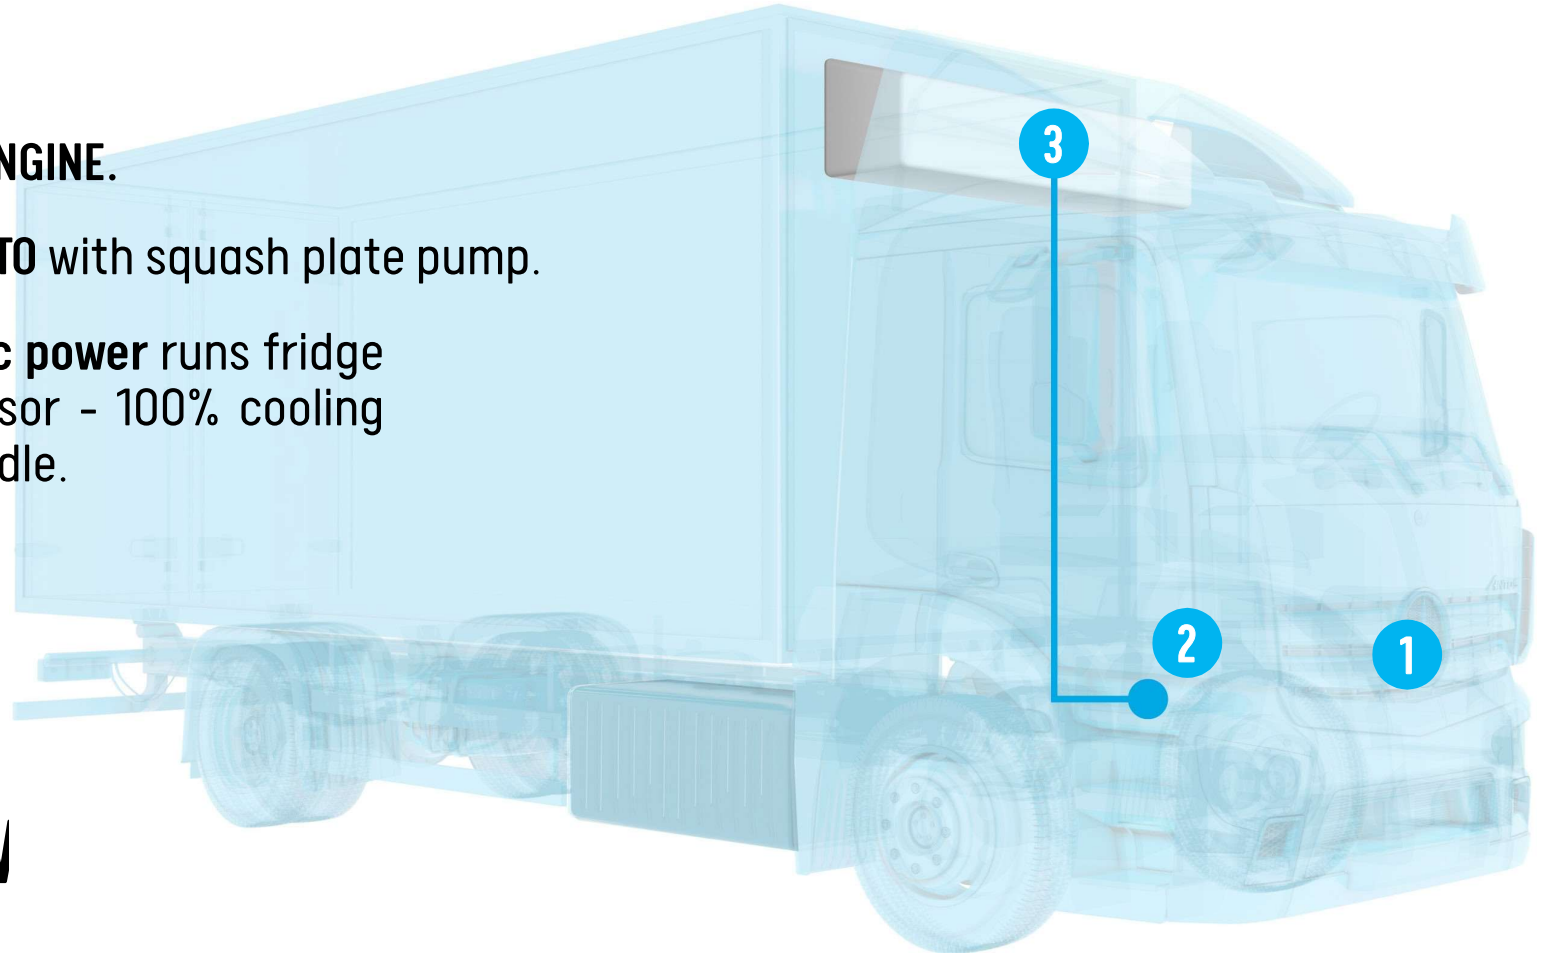 NGINE.
TO with squash plate pump.
c power runs fridge
sor - 100% cooling
dle.
3
2
1